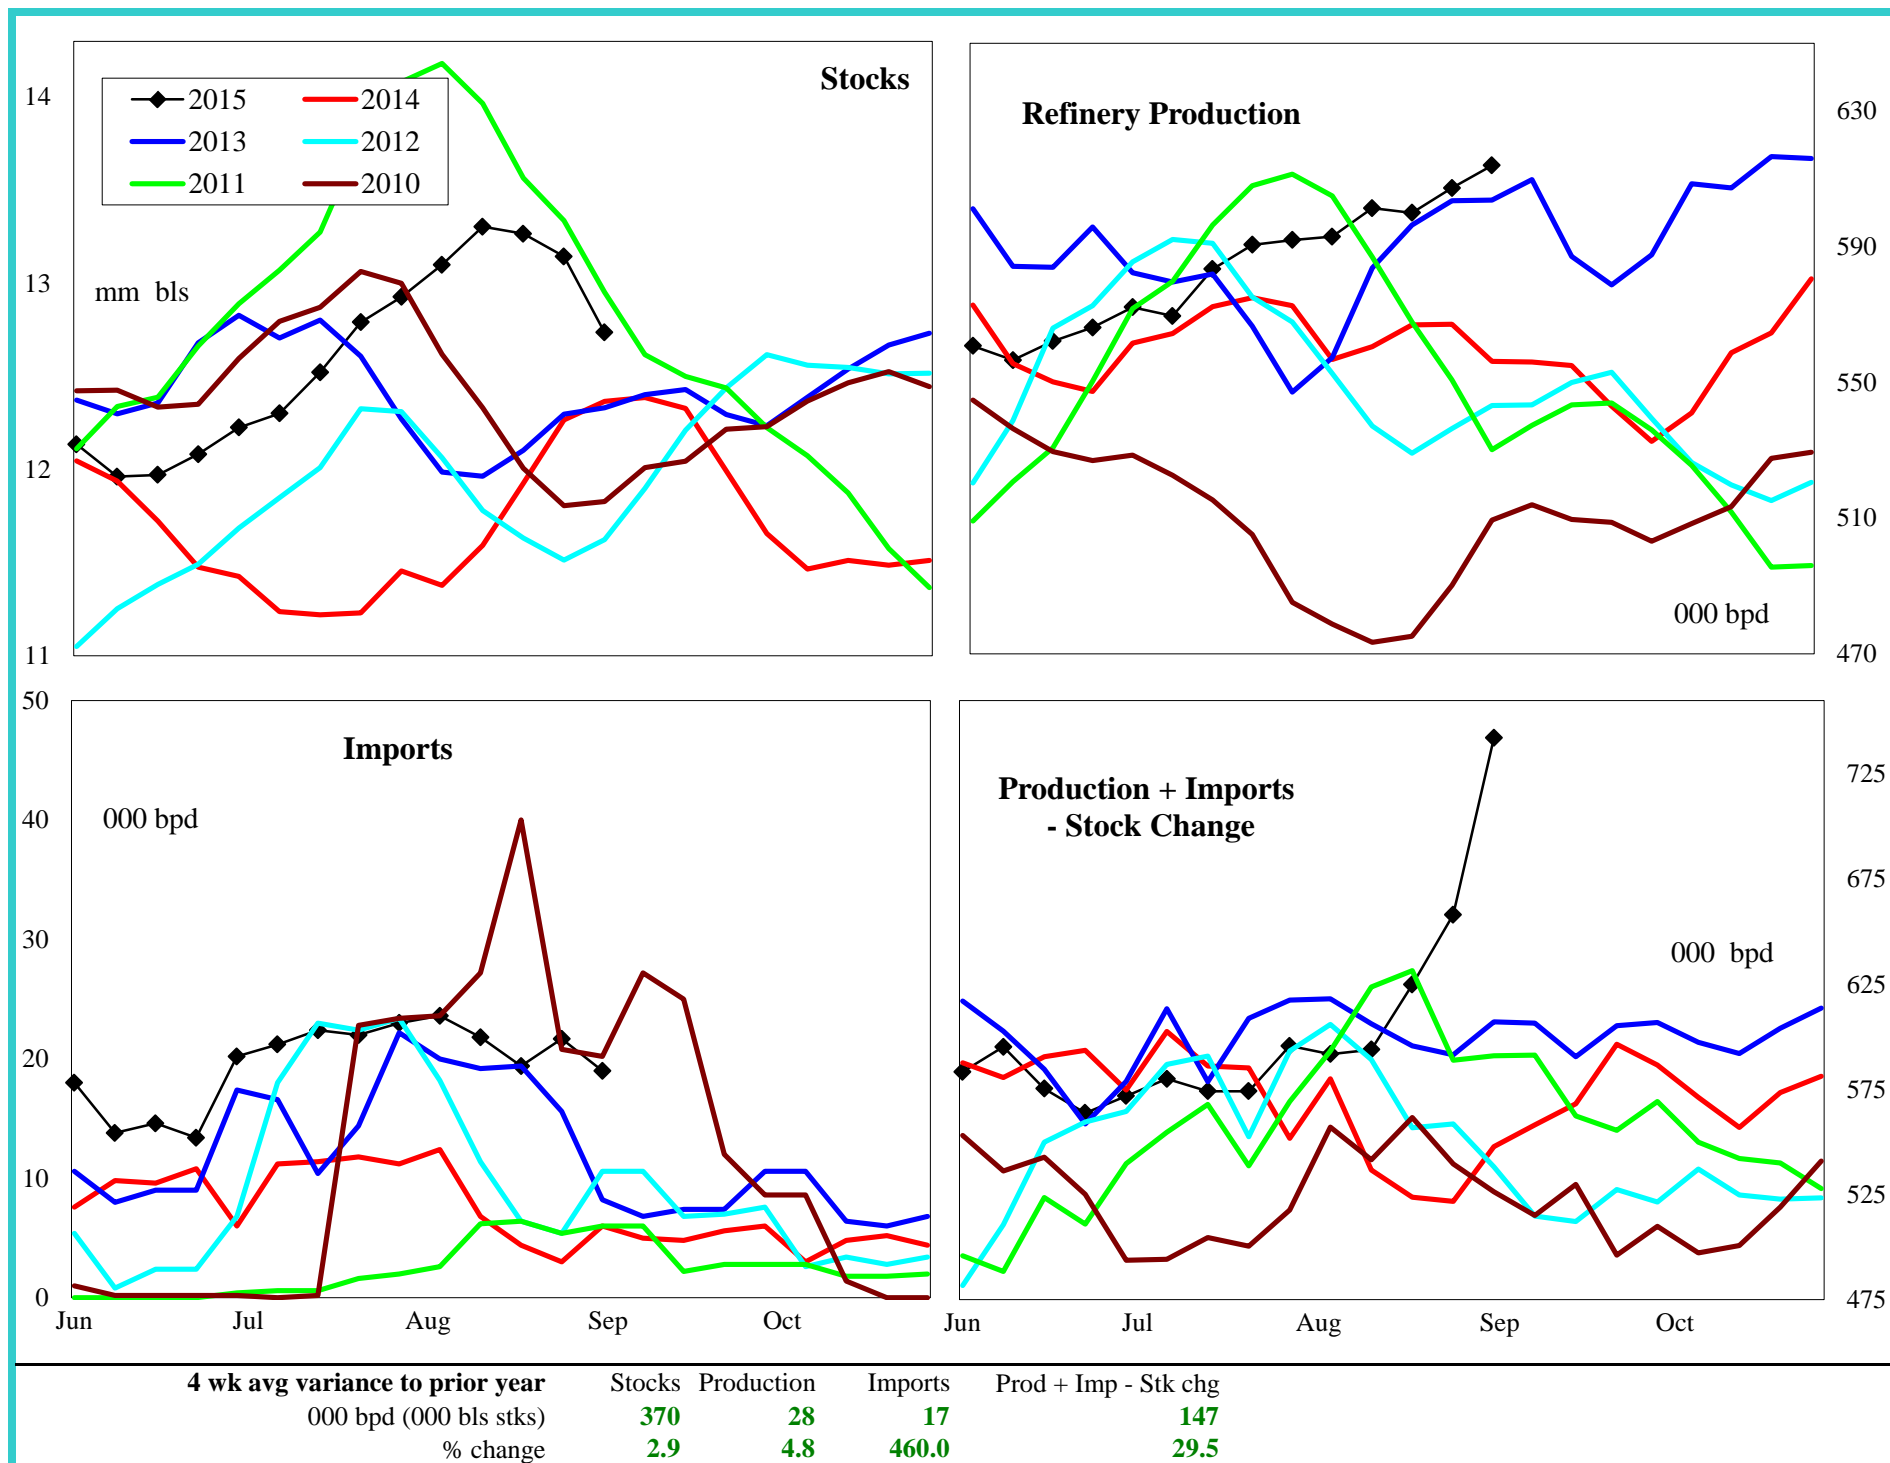 Stocks
14
13
12
11
mm bls
2015 2014
2013 2012
2011 2010
Refinery Production
630
590
550
510
470
000 bpd
Imports
50
40
30
20
10
0
000 bpd
Jun Jul Aug Sep Oct
Production + Imports
- Stock Change
725
675
625
575
525
475
000 bpd
Jun Jul Aug Sep Oct
4 wk avg variance to prior year Stocks Production Imports Prod + Imp - Stk chg
000 bpd (000 bls stks) 370 28 17 147
% change 2.9 4.8 460.0 29.5